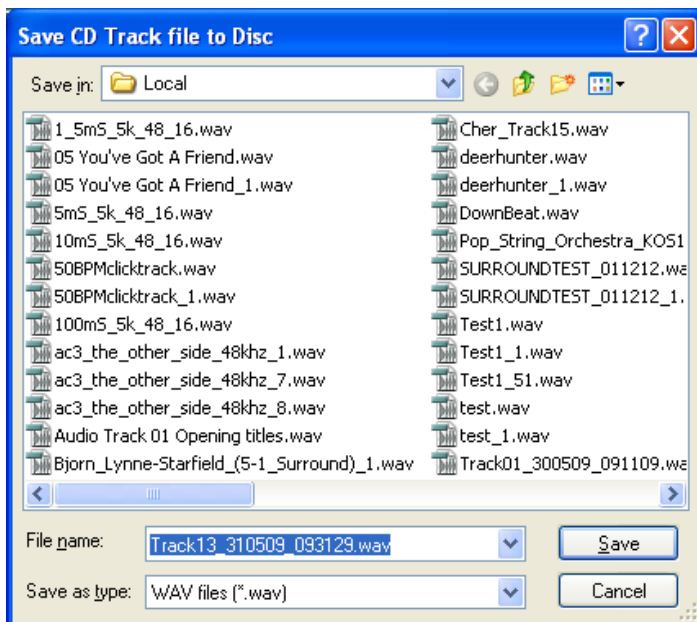 Save CD Track file to Disc
Save in: Local
1_5mS_5k_48_16.wav
05 You've Got A Friend.wav
05 You've Got A Friend_1.wav
5mS_5k_48_16.wav
10mS_5k_48_16.wav
50BPMclicktrack.wav
50BPMclicktrack_1.wav
100mS_5k_48_16.wav
ac3_the_other_side_48khz_1.wav
ac3_the_other_side_48khz_7.wav
ac3_the_other_side_48khz_8.wav
Audio Track 01 Opening titles.wav
Bjorn_Lynne-Starfield_(5-1_Surround)_1.wav
Cher_Track15.wav
deerhunter.wav
deerhunter_1.wav
DownBeat.wav
Pop_String_Orchestra_KOS1
SURROUNDTEST_011212.wa
SURROUNDTEST_011212_1.
Test1.wav
Test1_1.wav
Test1_51.wav
test.wav
test_1.wav
Track01_300509_091109.wa
File name: Track13_310509_093129.wav Save
Save as type: WAV files (*.wav) Cancel